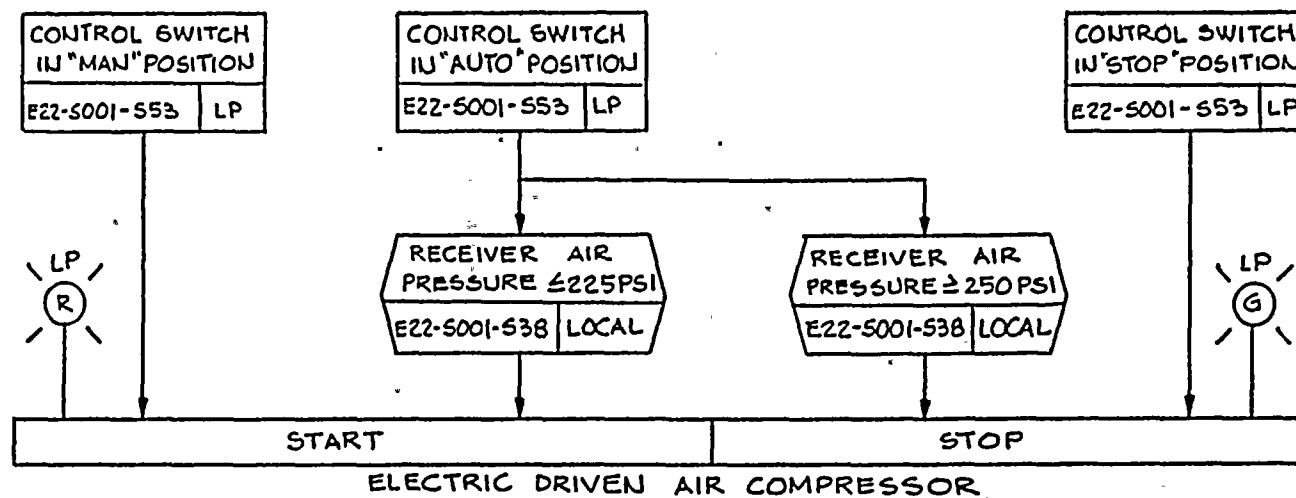 CONTROL SWITCH
IN "MAN" POSITION
E22-S001-S53 LP
CONTROL SWITCH
IN "AUTO" POSITION
E22-S001-S53 LP
CONTROL SWITCH
IN "STOP" POSITION
E22-S001-S53 LP
LP
R
RECEIVER AIR
PRESSURE ≤225PSI
E22-S001-S38 LOCAL
RECEIVER AIR
PRESSURE ≥250PSI
E22-S001-S38 LOCAL
LP
G
START
STOP
ELECTRIC DRIVEN AIR COMPRESSOR